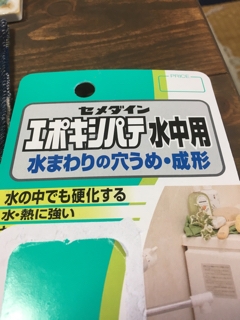 PRICE
セメダイン
エポキシパテ 水中用
水まわりの穴うめ・成形
水の中でも硬化する
水・熱に強い